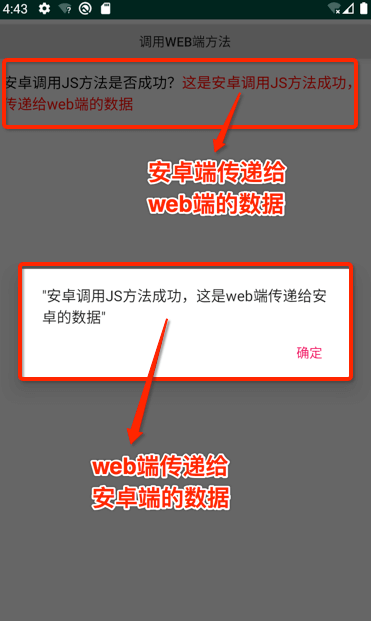 4:43
调用WEB端方法
安卓调用JS方法是否成功？这是安卓调用JS方法成功，
传递给web端的数据
安卓端传递给
web端的数据
"安卓调用JS方法成功，这是web端传递给安
卓的数据"
确定
web端传递给
安卓端的数据